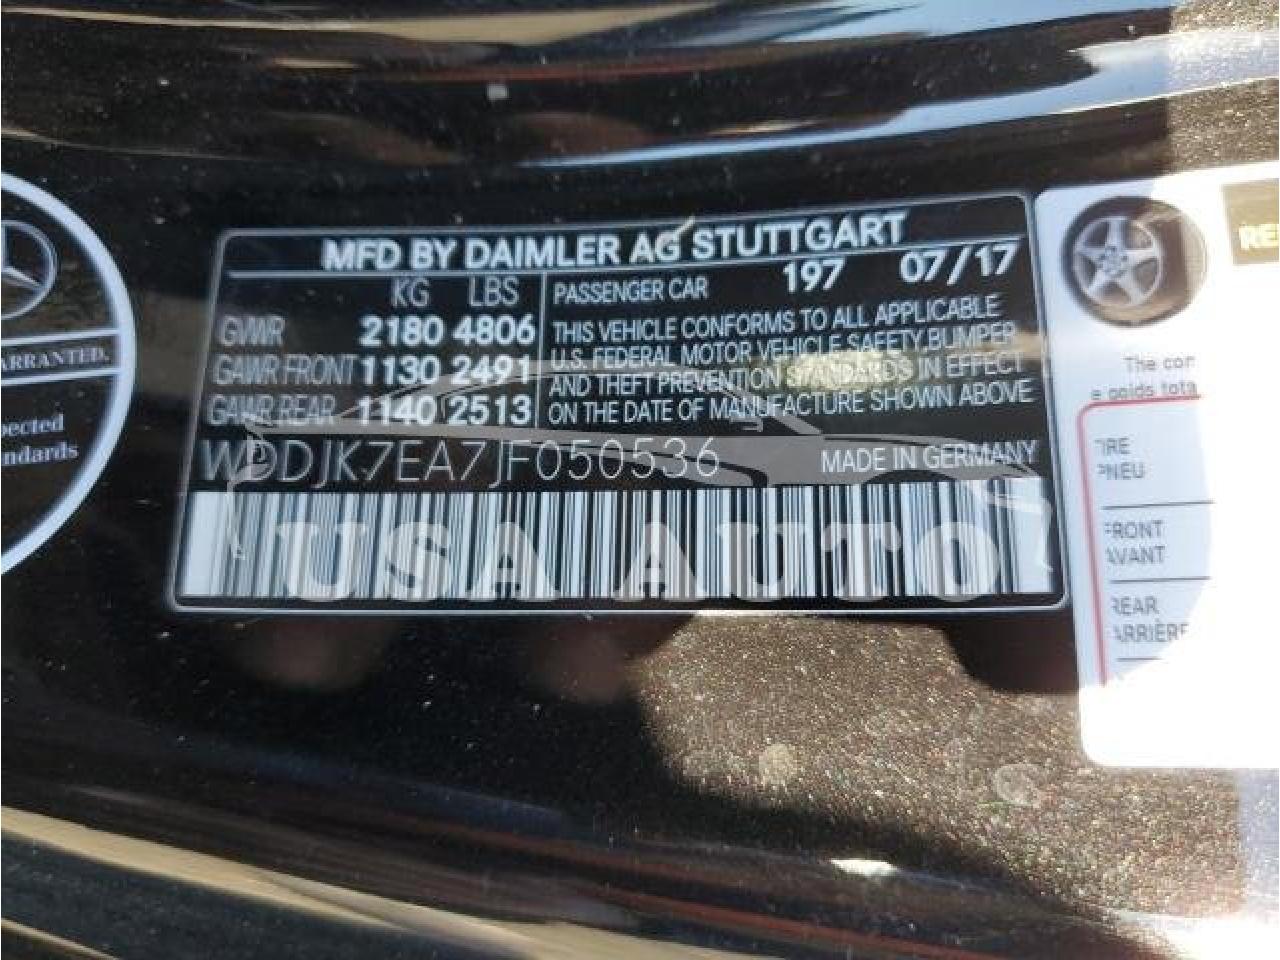 MFD BY DAIMLER AG STUTTGART
KG LBS
PASSENGER CAR 197 07/17
GVWR 2180 4806
GAWR FRONT 1130 2491
GAWR REAR 1140 2513
THIS VEHICLE CONFORMS TO ALL APPLICABLE
U.S. FEDERAL MOTOR VEHICLE SAFETY, BUMPER
AND THEFT PREVENTION STANDARDS IN EFFECT
ON THE DATE OF MANUFACTURE SHOWN ABOVE
WDDJK7EA7JF050536 MADE IN GERMANY
USA AUTO
ARRANTED.
pected
ndards
The con
e poids tota
TIRE
PNEU
FRONT
AVANT
REAR
ARRIÈRE